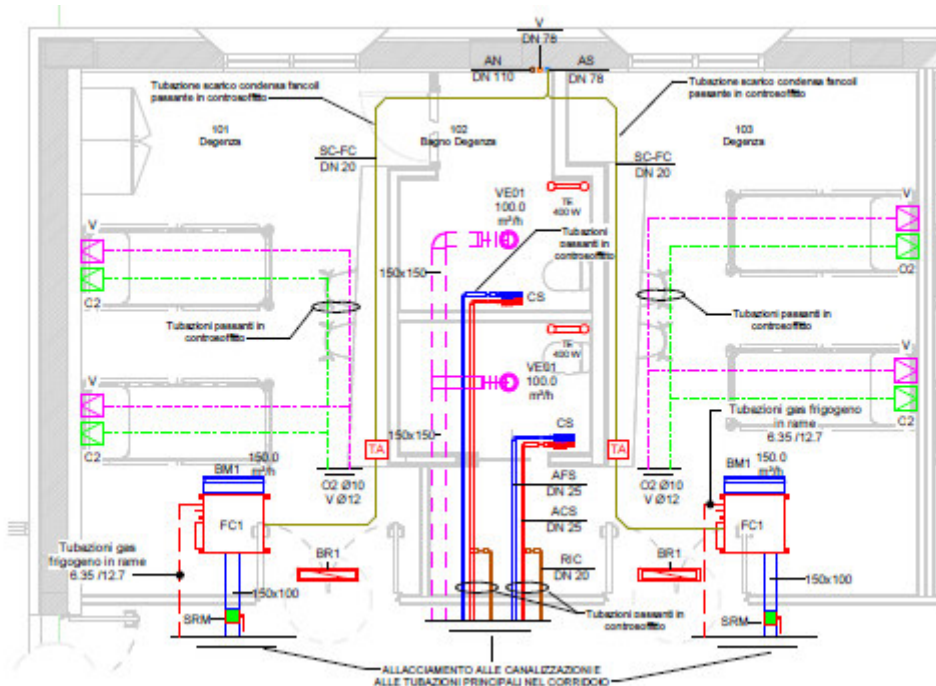 V
DN 78
AN
DN 110
AS
DN 78
Tubazione scarico condensa fancoil
passante in controsoffitto
Tubazione scarico condensa fancoil
passante in controsoffitto
101
Degenza
102
Bagno Degenza
103
Degenza
SC-FC
DN 20
SC-FC
DN 20
VE01
100.0
m³/h
TE
400 W
Tubazioni
passanti in
controsoffitto
V
C2
V
O2
150x150
CS
Tubazioni passanti in
controsoffitto
Tubazioni passanti in
controsoffitto
TE
400 W
VE01
100.0
m³/h
V
C2
V
C2
150x150
CS
Tubazioni gas frigogeno
in rame
6.35 /12.7
TA
TA
BM1
150.0
m³/h
O2 Ø10
V Ø12
AFS
DN 25
ACS
DN 25
O2 Ø10
V Ø12
BM1
150.0
m³/h
FC1
FC1
Tubazioni gas
frigogeno in rame
6.35 /12.7
BR1
RIC
DN 20
BR1
150x100
150x100
SRM
Tubazioni passanti in
controsoffitto
SRM
ALLACCIAMENTO ALLE CANALIZZAZIONI E
ALLE TUBAZIONI PRINCIPALI NEL CORRIDOIO